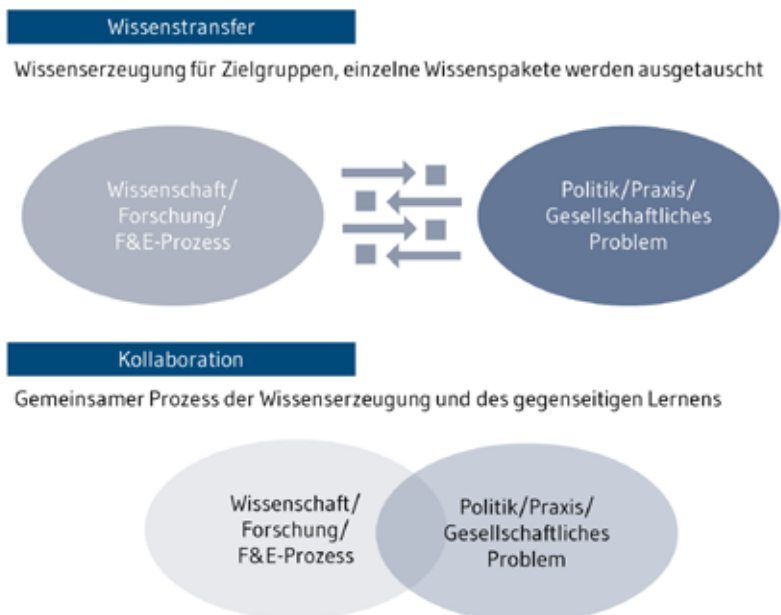 Wissenstransfer
Wissenserzeugung für Zielgruppen, einzelne Wissenspakete werden ausgetauscht
Wissenschaft/
Forschung/
F&E-Prozess
Politik/Praxis/
Gesellschaftliches
Problem
Kollaboration
Gemeinsamer Prozess der Wissenserzeugung und des gegenseitigen Lernens
Wissenschaft/
Forschung/
F&E-Prozess
Politik/Praxis/
Gesellschaftliches
Problem